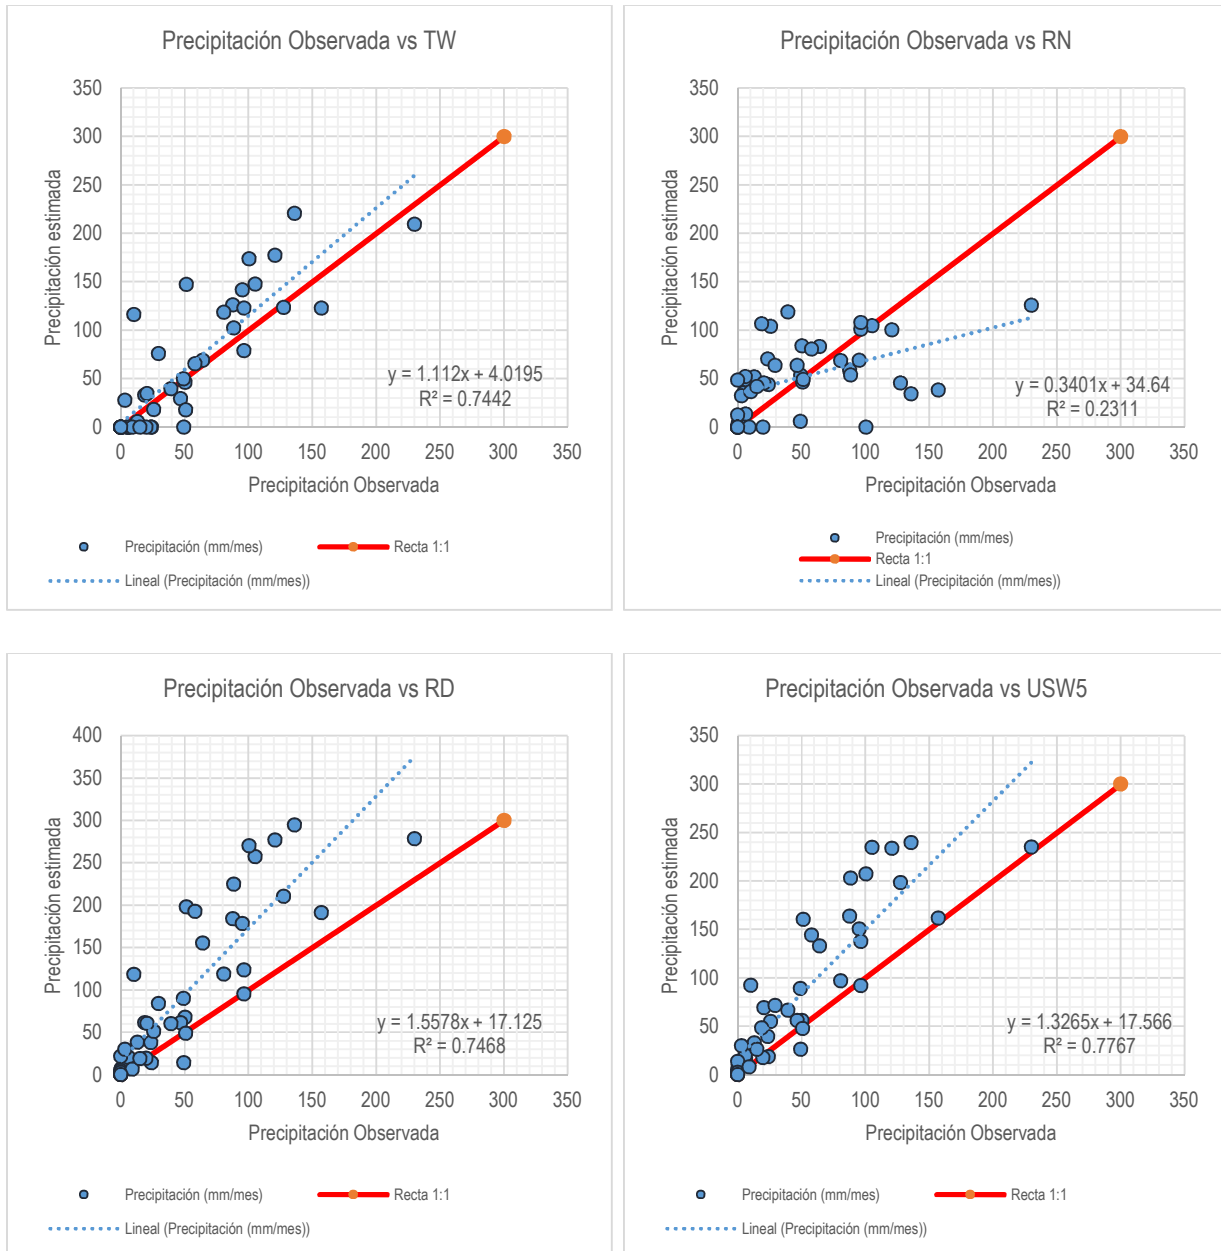 Precipitación Observada vs TW
Precipitación estimada
350
300
250
200
150
100
50
0
y = 1.112x + 4.0195
R² = 0.7442
0 50 100 150 200 250 300 350
Precipitación Observada
Precipitación (mm/mes) Recta 1:1
Lineal (Precipitación (mm/mes))
Precipitación Observada vs RN
Precipitación estimada
350
300
250
200
150
100
50
0
y = 0.3401x + 34.64
R² = 0.2311
0 50 100 150 200 250 300 350
Precipitación Observada
Precipitación (mm/mes)
Recta 1:1
Lineal (Precipitación (mm/mes))
Precipitación Observada vs RD
Precipitación estimada
400
350
300
250
200
150
100
50
0
y = 1.5578x + 17.125
R² = 0.7468
0 50 100 150 200 250 300 350
Precipitación Observada
Precipitación (mm/mes) Recta 1:1
Lineal (Precipitación (mm/mes))
Precipitación Observada vs USW5
Precipitación estimada
350
300
250
200
150
100
50
0
y = 1.3265x + 17.566
R² = 0.7767
0 50 100 150 200 250 300 350
Precipitación Observada
Precipitación (mm/mes) Recta 1:1
Lineal (Precipitación (mm/mes))